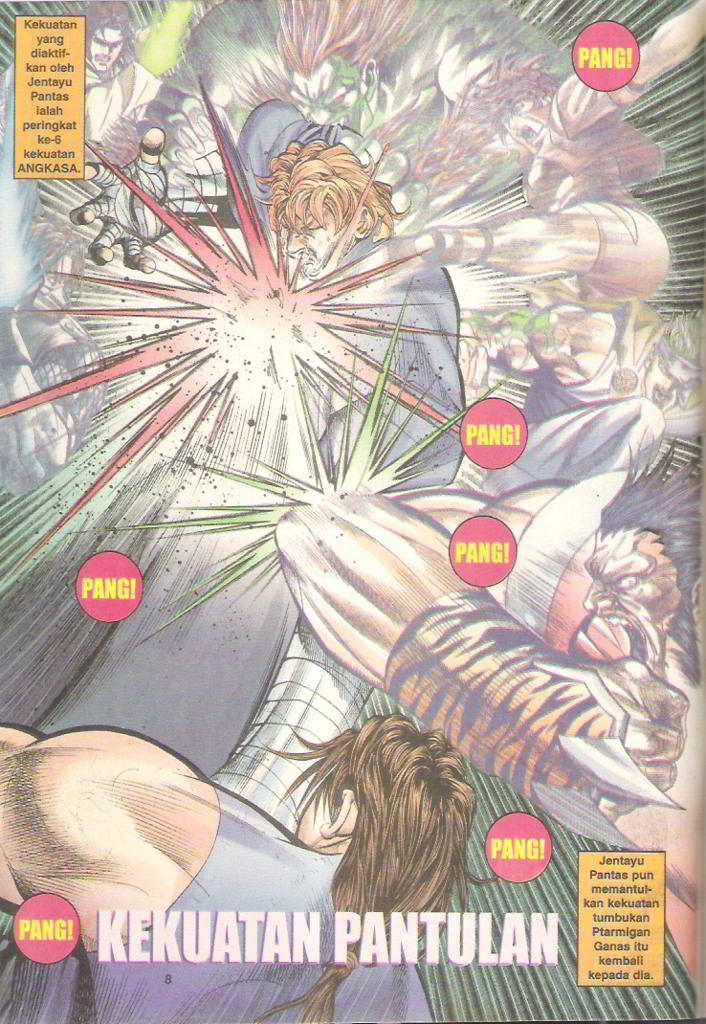 Kekuatan
yang
diaktif-
kan oleh
Jentayu
Pantas
ialah
peringkat
ke-6
kekuatan
ANGKASA.
PANG!
PANG!
PANG!
PANG!
PANG!
Jentayu
Pantas pun
memantul-
kan kekuatan
tumbukan
Ptarmigan
Ganas itu
kembali
kepada dia.
PANG!
KEKUATAN PANTULAN
8